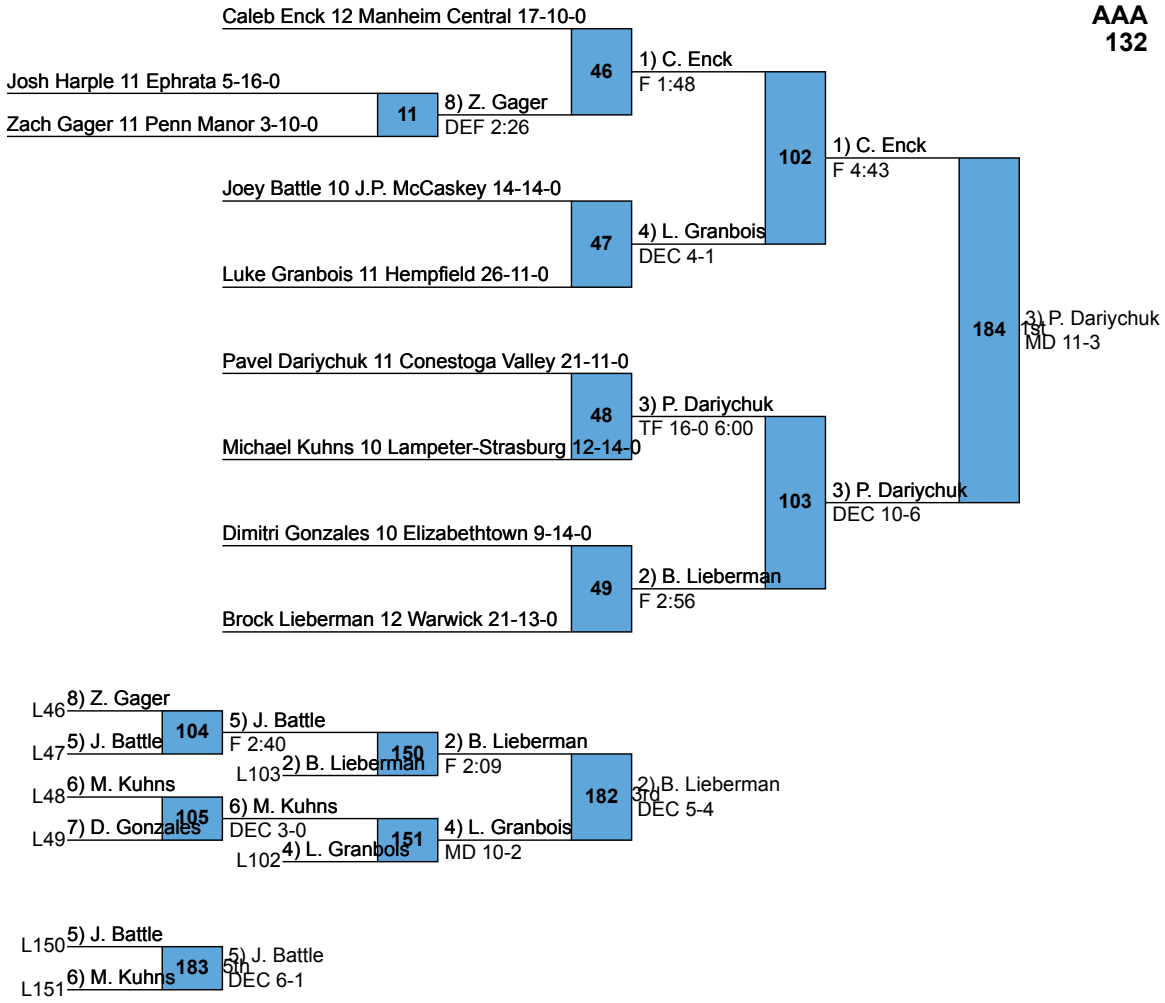 AAA
132
Caleb Enck 12 Manheim Central 17-10-0
46
1) C. Enck
F 1:48
Josh Harple 11 Ephrata 5-16-0
11
8) Z. Gager
DEF 2:26
Zach Gager 11 Penn Manor 3-10-0
102
1) C. Enck
F 4:43
Joey Battle 10 J.P. McCaskey 14-14-0
47
4) L. Granbois
DEC 4-1
Luke Granbois 11 Hempfield 26-11-0
184
1st
3) P. Dariychuk
MD 11-3
Pavel Dariychuk 11 Conestoga Valley 21-11-0
48
3) P. Dariychuk
TF 16-0 6:00
Michael Kuhns 10 Lampeter-Strasburg 12-14-0
103
3) P. Dariychuk
DEC 10-6
Dimitri Gonzales 10 Elizabethtown 9-14-0
49
2) B. Lieberman
F 2:56
Brock Lieberman 12 Warwick 21-13-0
L46
8) Z. Gager
104
5) J. Battle
F 2:40
L47
5) J. Battle
150
2) B. Lieberman
F 2:09
L103
2) B. Lieberman
L48
6) M. Kuhns
105
6) M. Kuhns
DEC 3-0
L49
7) D. Gonzales
151
4) L. Granbois
MD 10-2
L102
4) L. Granbois
182
3rd
2) B. Lieberman
DEC 5-4
L150
5) J. Battle
183
5th
5) J. Battle
DEC 6-1
L151
6) M. Kuhns